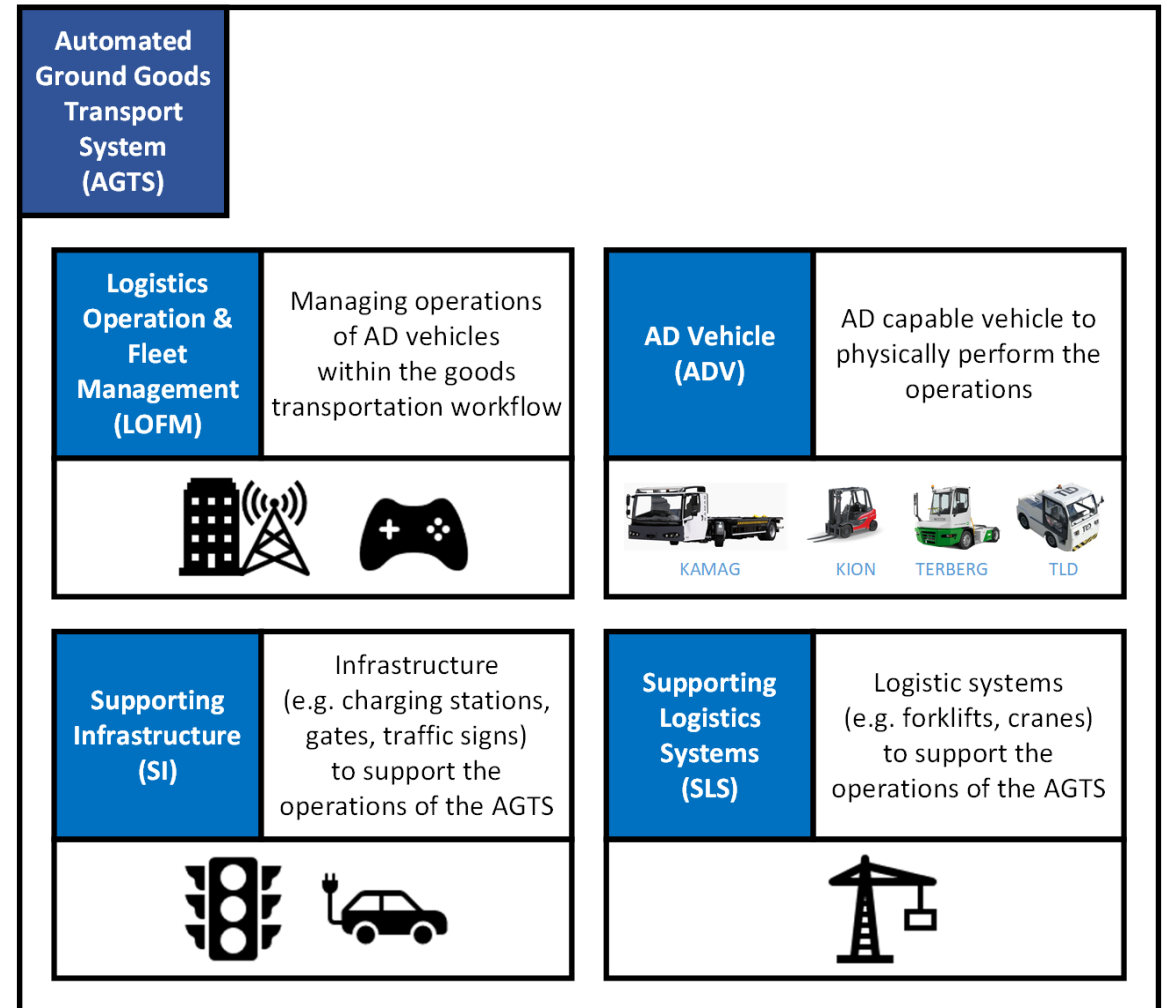 Automated
Ground Goods
Transport
System
(AGTS)
Logistics
Operation &
Fleet
Management
(LOFM)
Managing operations
of AD vehicles
within the goods
transportation workflow
AD Vehicle
(ADV)
AD capable vehicle to
physically perform the
operations
TLD
TLD
KAMAG
KION
TERBERG
TLD
Supporting
Infrastructure
(SI)
Infrastructure
(e.g. charging stations,
gates, traffic signs)
to support the
operations of the AGTS
Supporting
Logistics
Systems
(SLS)
Logistic systems
(e.g. forklifts, cranes)
to support the
operations of the AGTS